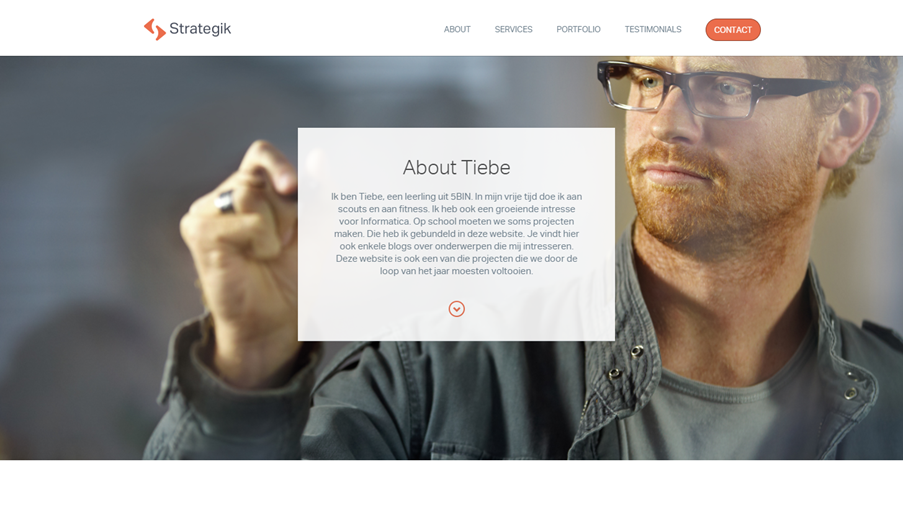 Strategik
ABOUT
SERVICES
PORTFOLIO
TESTIMONIALS
CONTACT
About Tiebe
Ik ben Tiebe, een leerling uit 5BIN. In mijn vrije tijd doe ik aan
scouts en aan fitness. Ik heb ook een groeiende intresse
voor Informatica. Op school moeten we soms projecten
maken. Die heb ik gebundeld in deze website. Je vindt hier
ook enkele blogs over onderwerpen die mij intresseren.
Deze website is ook een van die projecten die we door de
loop van het jaar moesten voltooien.